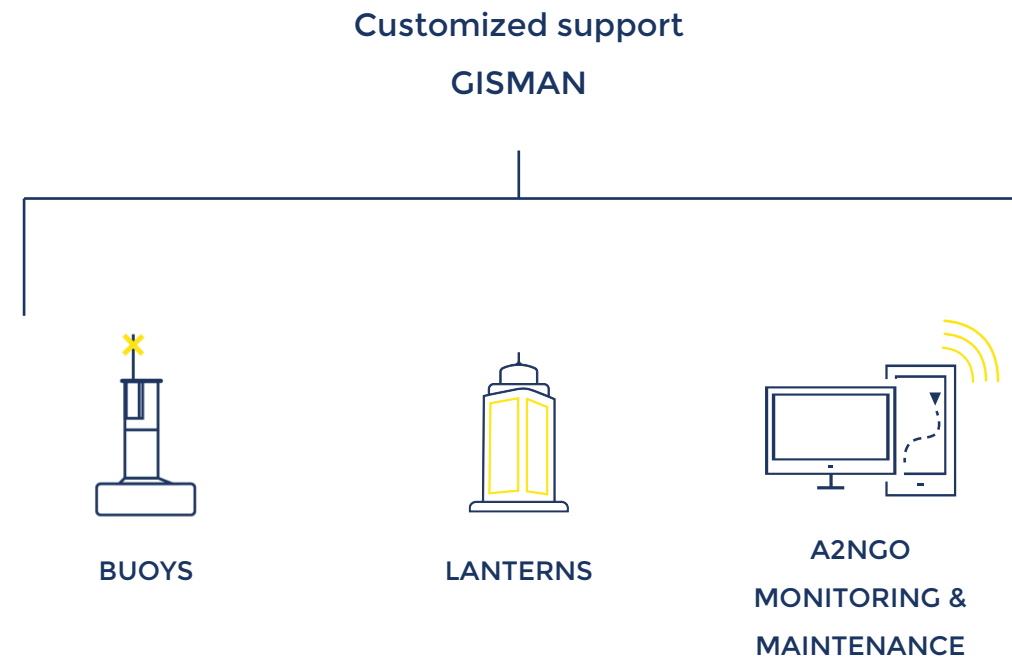 Customized support
GISMAN
BUOYS
LANTERNS
A2NGO
MONITORING &
MAINTENANCE